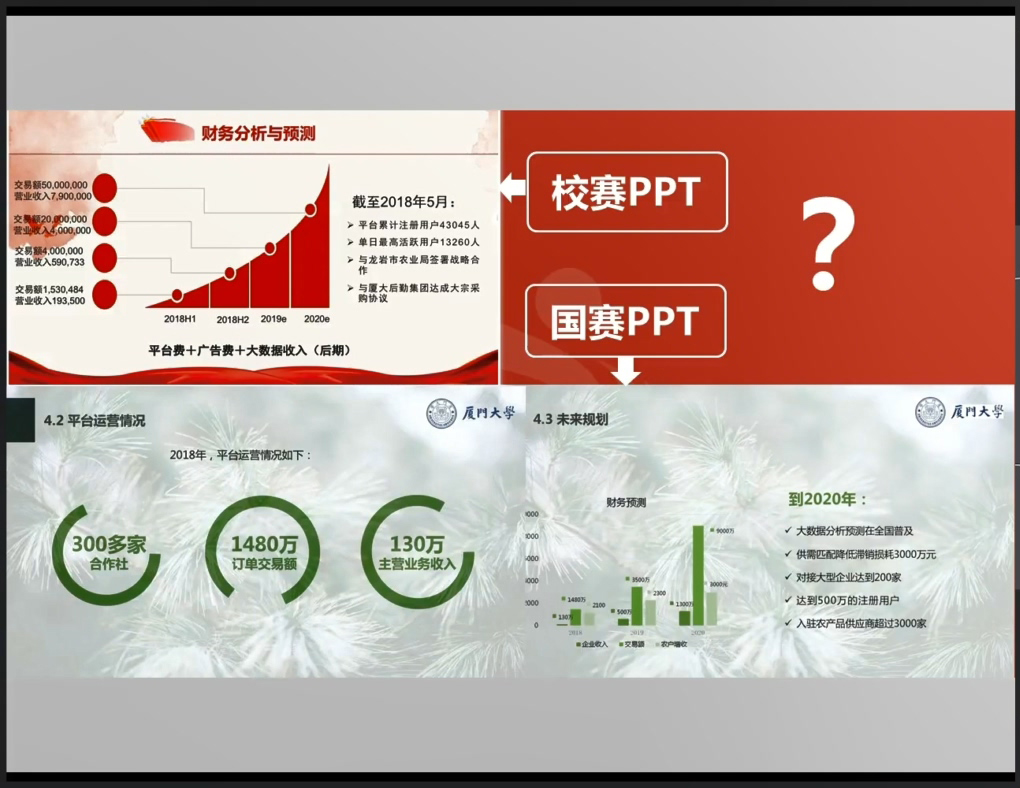 财务分析与预测
交易额50,000,000
营业收入7,900,000
交易额20,000,000
营业收入4,000,000
交易额4,000,000
营业收入590,733
交易额1,530,484
营业收入193,500
2018H1
2018H2
2019e
2020e
平台费＋广告费＋大数据收入（后期）
截至2018年5月：
平台累计注册用户43045人
单日最高活跃用户13260人
与龙岩市农业局签署战略合
作
与厦大后勤集团达成大宗采
购协议
校赛PPT
国赛PPT
？
4.2 平台运营情况
厦门大学
2018年，平台运营情况如下：
300多家
合作社
1480万
订单交易额
130万
主营业务收入
4.3 未来规划
厦门大学
财务预测
0
130万
1480万
2100
500万
3500万
2300
1300万
9000万
3000元
2018
2019
2020
企业收入
交易额
农户增收
到2020年：
✓ 大数据分析预测在全国普及
✓ 供需匹配降低滞销损耗3000万元
✓ 对接大型企业达到200家
✓ 达到500万的注册用户
✓ 入驻农产品供应商超过3000家